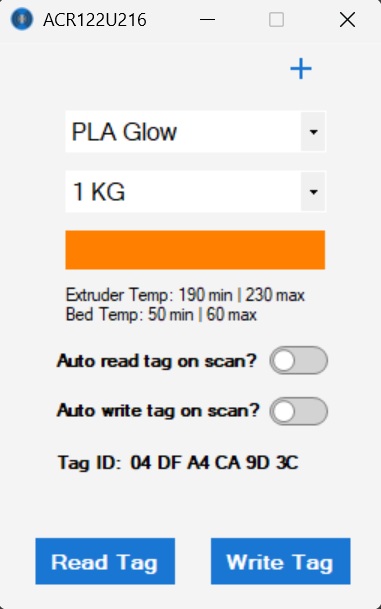 ACR122U216
PLA Glow
1 KG
Extruder Temp: 190 min | 230 max
Bed Temp: 50 min | 60 max
Auto read tag on scan?
Auto write tag on scan?
Tag ID: 04 DF A4 CA 9D 3C
Read Tag
Write Tag